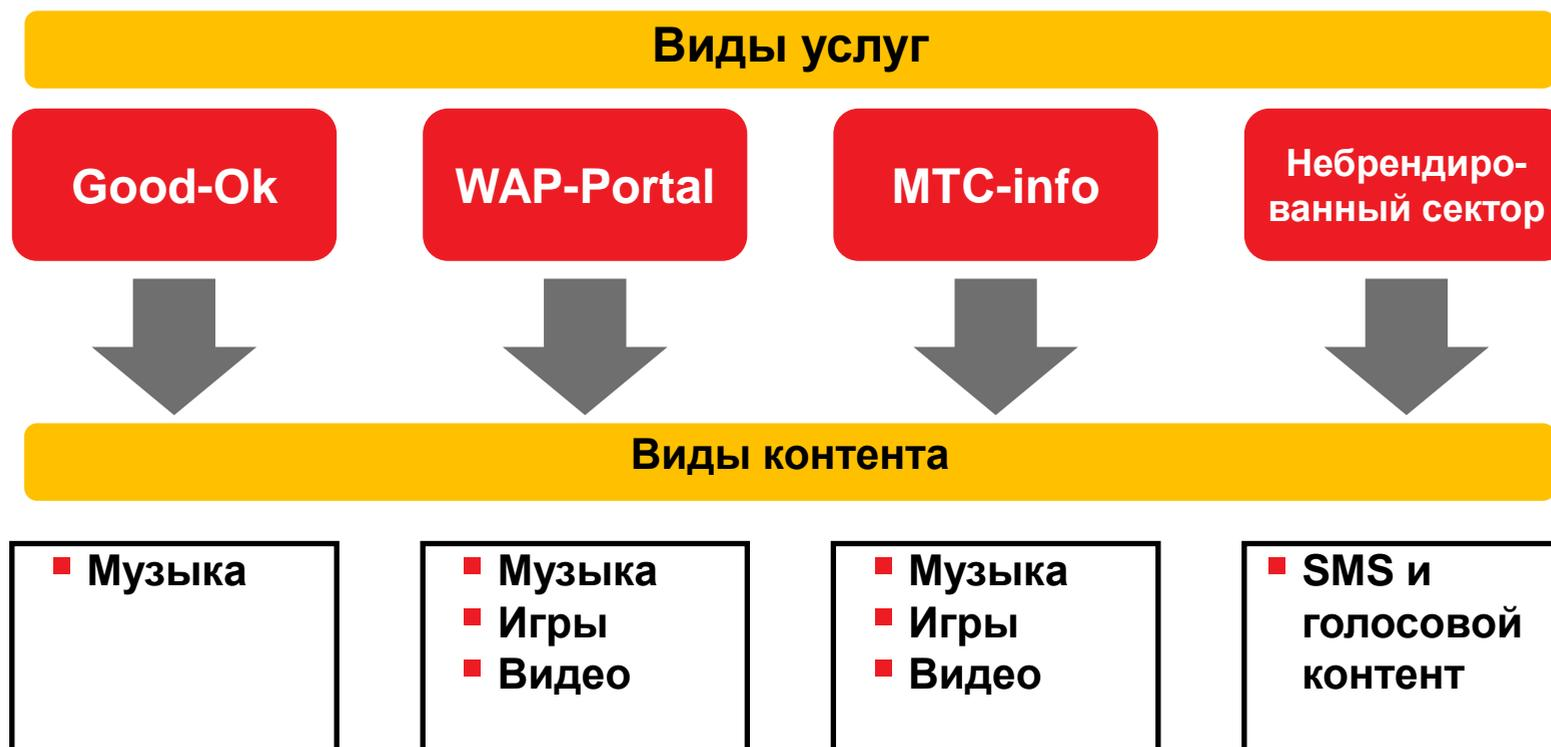 Виды услуг
Good-Ok
WAP-Portal
МТС-info
Небрендиро-
ванный сектор
Виды контента
Музыка
Музыка
Игры
Видео
Музыка
Игры
Видео
SMS и
голосовой
контент